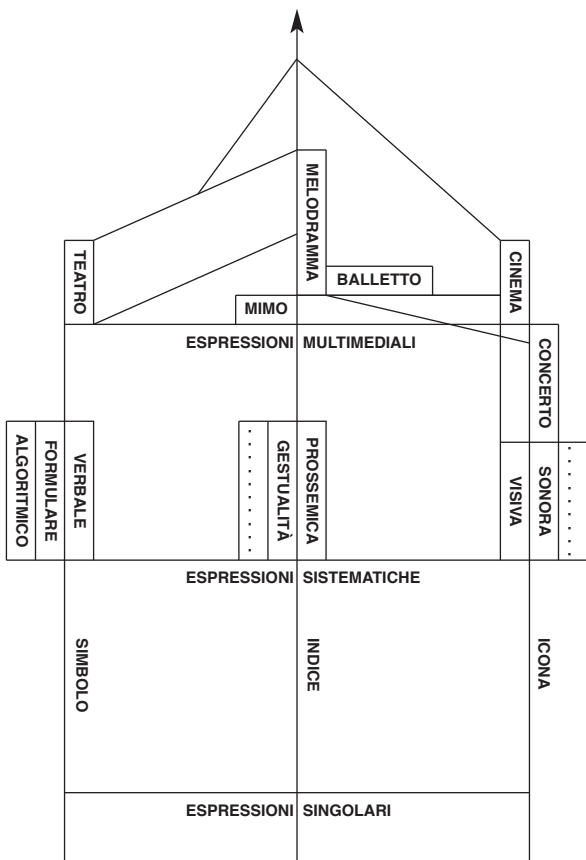 MELODRAMMA
TEATRO
CINEMA
BALLETTO
MIMO
ESPRESSIONI MULTIMEDIALI
CONCERTO
ALGORITMICO
FORMULARE
VERBALE
. . . . . . . . .
GESTUALITÀ
PROSSEMICA
VISIVA
SONORA
. . . . . . .
ESPRESSIONI SISTEMATICHE
SIMBOLO
INDICE
ICONA
ESPRESSIONI SINGOLARI